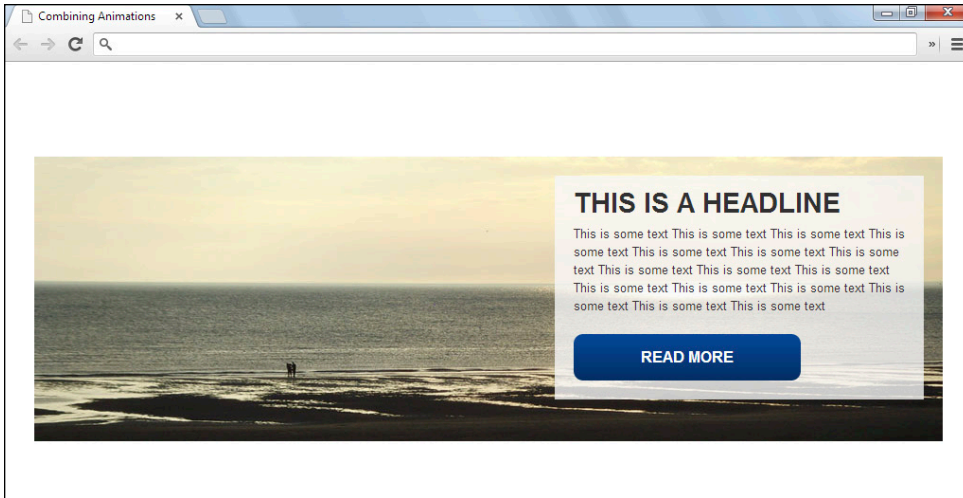 Combining Animations
THIS IS A HEADLINE
This is some text This is some text This is some text This is
some text This is some text This is some text This is some
text This is some text This is some text This is some text
This is some text This is some text This is some text This is
some text This is some text This is some text
READ MORE